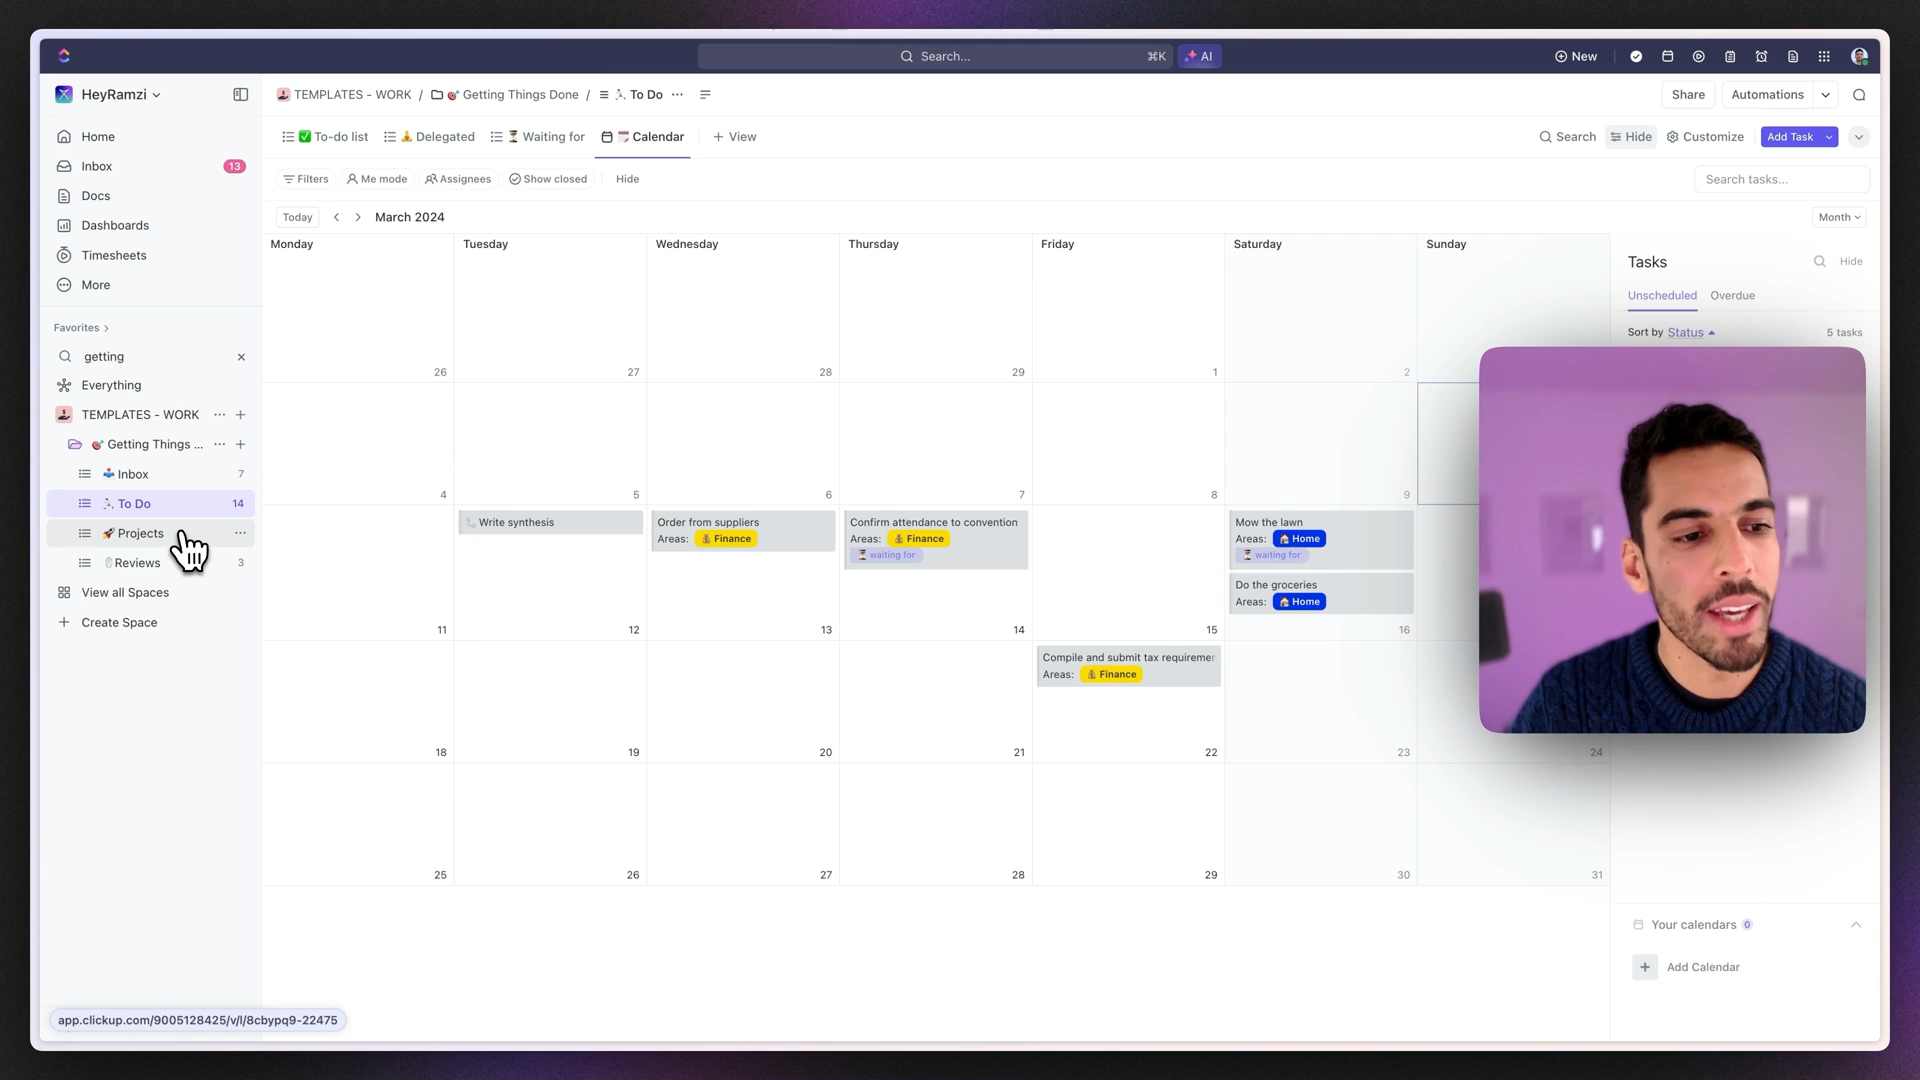 Search...
⌘K
AI
New
HeyRamzi
TEMPLATES - WORK / Getting Things Done / To Do
Share
Automations
Home
Inbox
13
Docs
Dashboards
Timesheets
More
Favorites
getting
Everything
TEMPLATES - WORK
Getting Things ...
Inbox
7
To Do
14
Projects
Reviews
3
View all Spaces
Create Space
To-do list
Delegated
Waiting for
Calendar
View
Search
Hide
Customize
Add Task
Filters
Me mode
Assignees
Show closed
Hide
Search tasks...
Today
March 2024
Month
Monday
Tuesday
Wednesday
Thursday
Friday
Saturday
Sunday
26
27
28
29
1
2
4
5
6
7
8
9
Write synthesis
Order from suppliers
Areas: Finance
Confirm attendance to convention
Areas: Finance
waiting for
Mow the lawn
Areas: Home
waiting for
Do the groceries
Areas: Home
11
12
13
14
15
16
Compile and submit tax requiremen
Areas: Finance
18
19
20
21
22
23
24
25
26
27
28
29
30
31
Tasks
Hide
Unscheduled
Overdue
Sort by Status
5 tasks
Your calendars 0
Add Calendar
app.clickup.com/9005128425/v/l/8cbypq9-22475